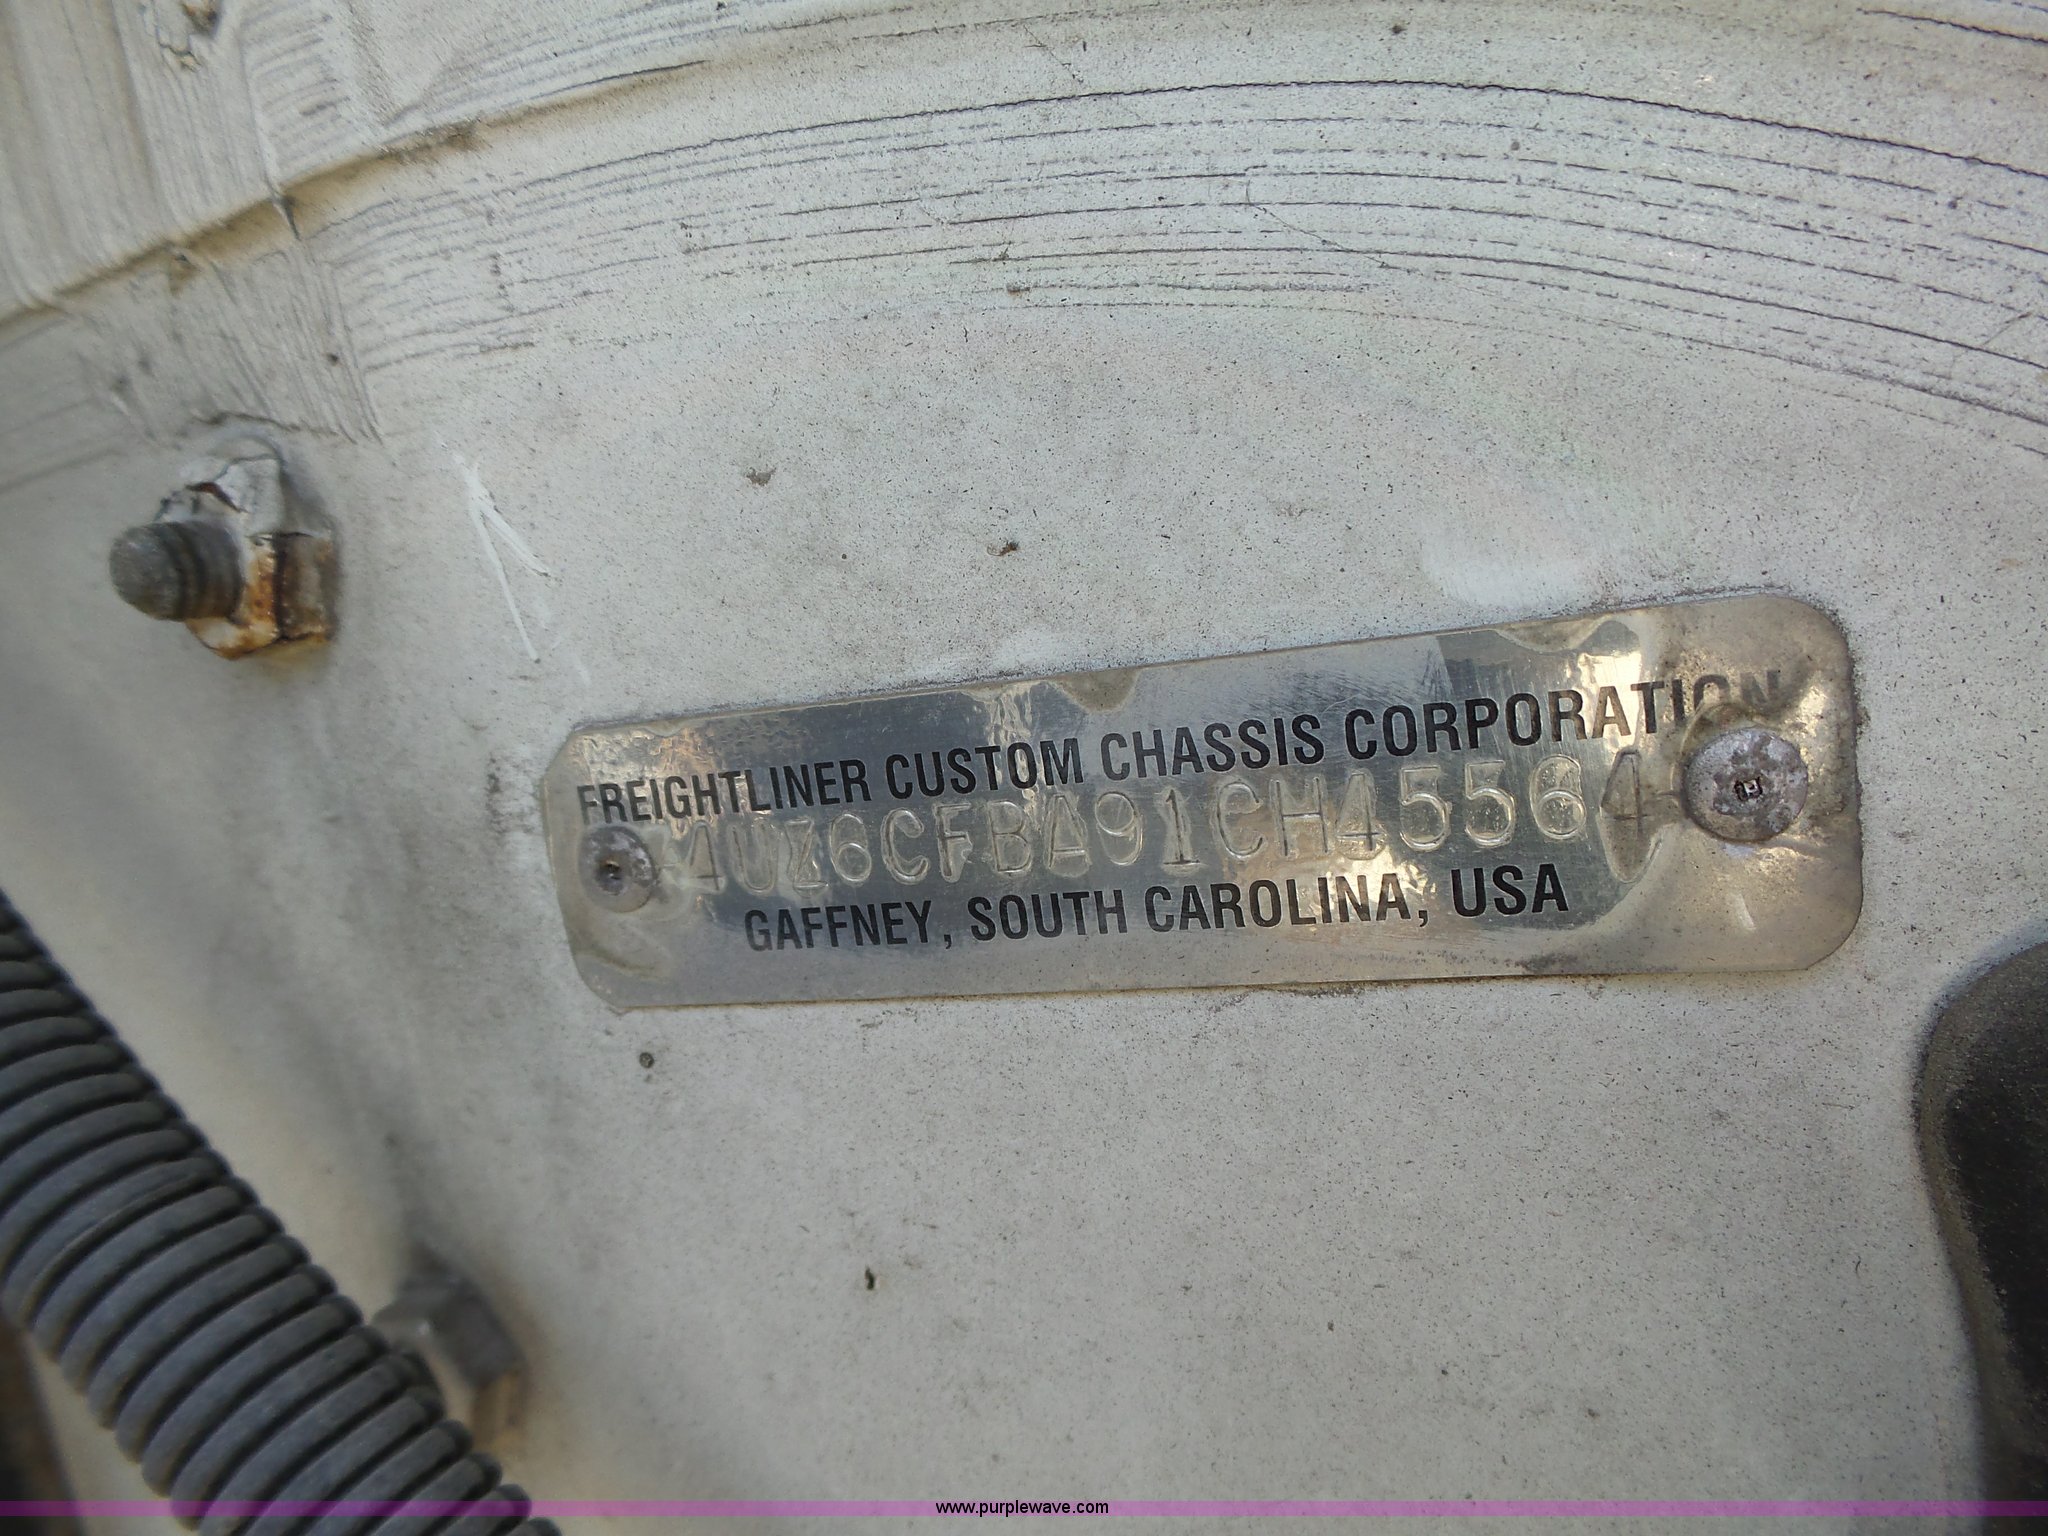 FREIGHTLINER CUSTOM CHASSIS CORPORATION
4UZ6CFBA91CH45564
GAFFNEY, SOUTH CAROLINA, USA
www.purplewave.com